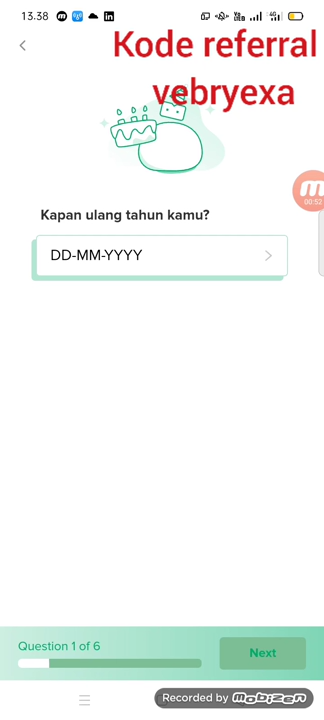 13.38
Kode referral
vebryexa
00:52
Kapan ulang tahun kamu?
DD-MM-YYYY
Question 1 of 6
Next
Recorded by mobizen